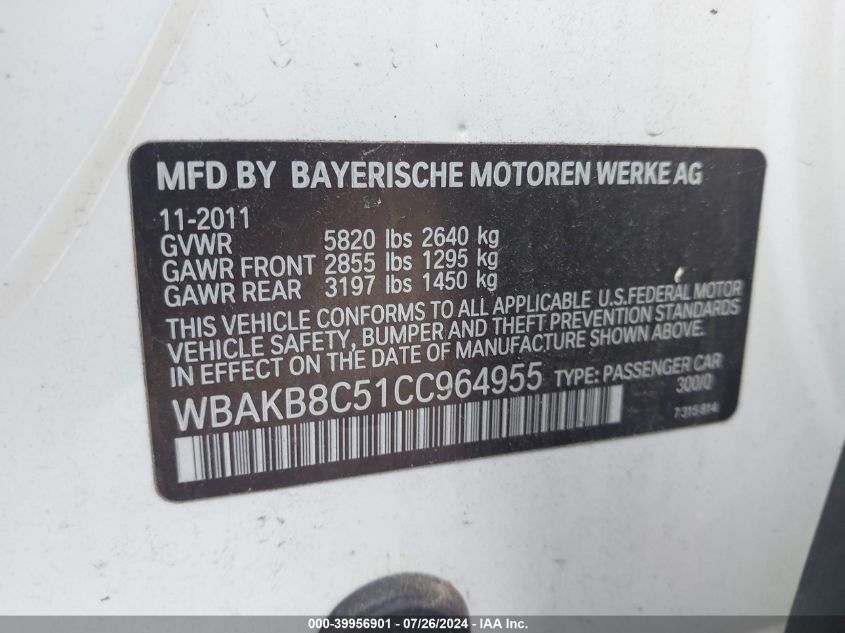 MFD BY BAYERISCHE MOTOREN WERKE AG
11-2011
GVWR 5820 lbs 2640 kg
GAWR FRONT 2855 lbs 1295 kg
GAWR REAR 3197 lbs 1450 kg
THIS VEHICLE CONFORMS TO ALL APPLICABLE U.S.FEDERAL MOTOR
VEHICLE SAFETY, BUMPER AND THEFT PREVENTION STANDARDS
IN EFFECT ON THE DATE OF MANUFACTURE SHOWN ABOVE.
WBAKB8C51CC964955 TYPE: PASSENGER CAR
300/0
7 315 814
000-39956901 / 07/26/2024 - IAA Inc.